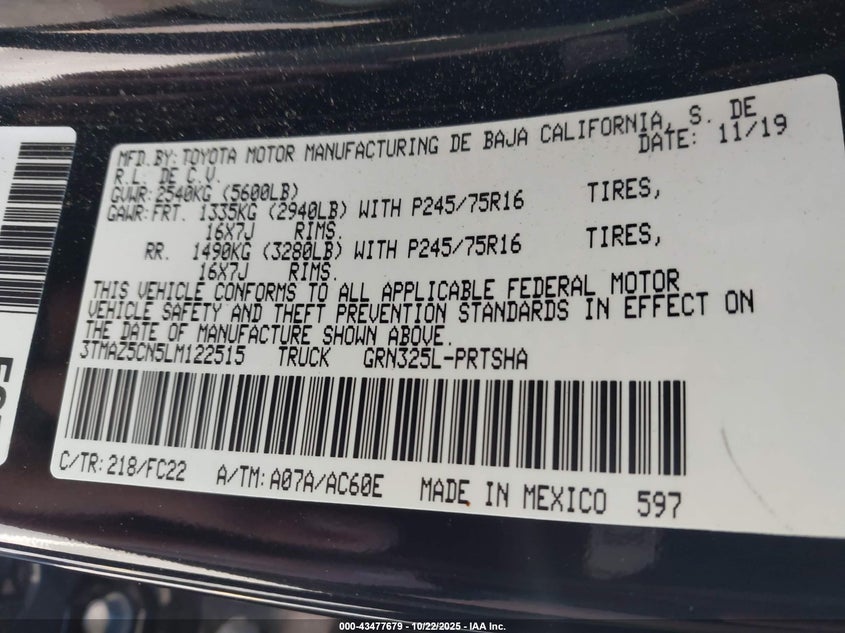 MFD. BY: TOYOTA MOTOR MANUFACTURING DE BAJA CALIFORNIA, S. DE
R.L. DE C.V. DATE: 11/19
GVWR: 2540KG (5600LB)
GAWR: FRT. 1335KG (2940LB) WITH P245/75R16 TIRES,
16X7J RIMS.
RR. 1490KG (3280LB) WITH P245/75R16 TIRES,
16X7J RIMS.
THIS VEHICLE CONFORMS TO ALL APPLICABLE FEDERAL MOTOR
VEHICLE SAFETY AND THEFT PREVENTION STANDARDS IN EFFECT ON
THE DATE OF MANUFACTURE SHOWN ABOVE.
3TMAZ5CN5LM122515 TRUCK GRN325L-PRTSHA
C/TR: 218/FC22 A/TM: A07A/AC60E MADE IN MEXICO 597
000-43477679 - 10/22/2025 - IAA Inc.